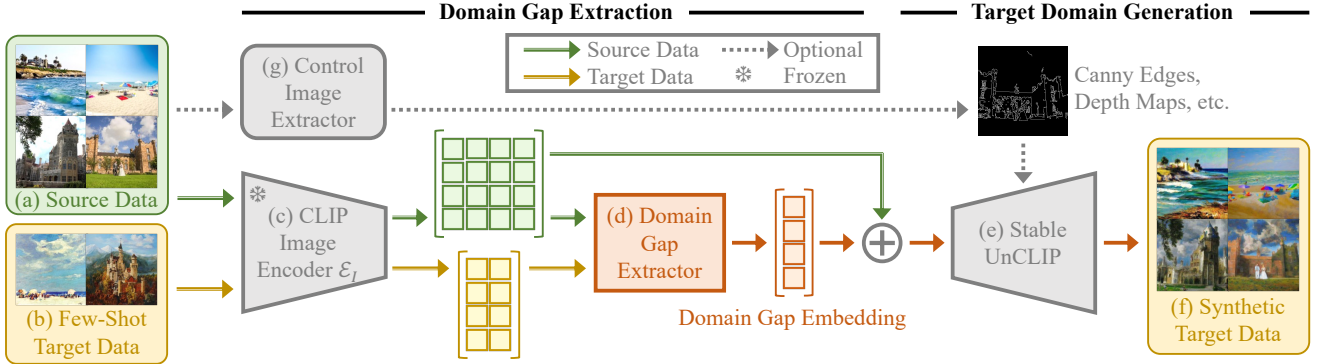 Domain Gap Extraction
Target Domain Generation
Source Data
Optional
Target Data
Frozen
(g) Control
Image
Extractor
Canny Edges,
Depth Maps, etc.
(a) Source Data
(c) CLIP
Image
Encoder ℰ_I
(d) Domain
Gap
Extractor
(e) Stable
UnCLIP
Domain Gap Embedding
(b) Few-Shot
Target Data
(f) Synthetic
Target Data